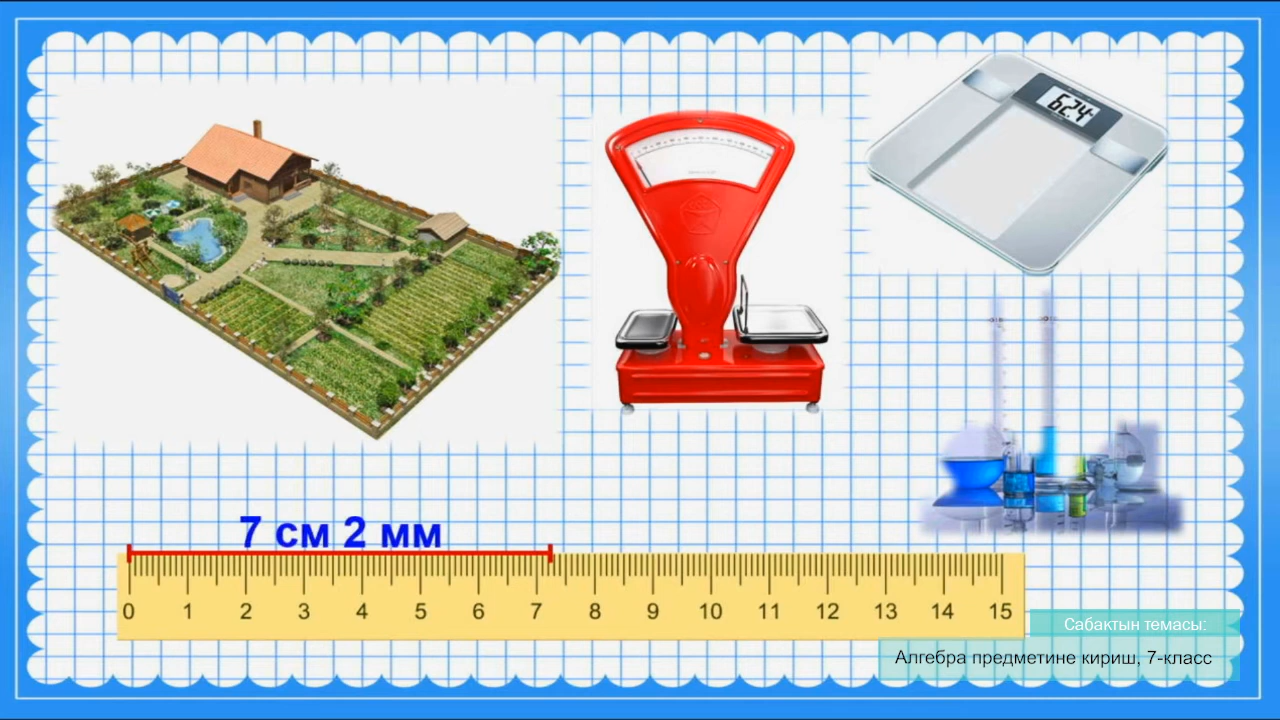 62.4
7 см 2 мм
0 1 2 3 4 5 6 7 8 9 10 11 12 13 14 15
Сабактын темасы:
Алгебра предметине кириш, 7-класс